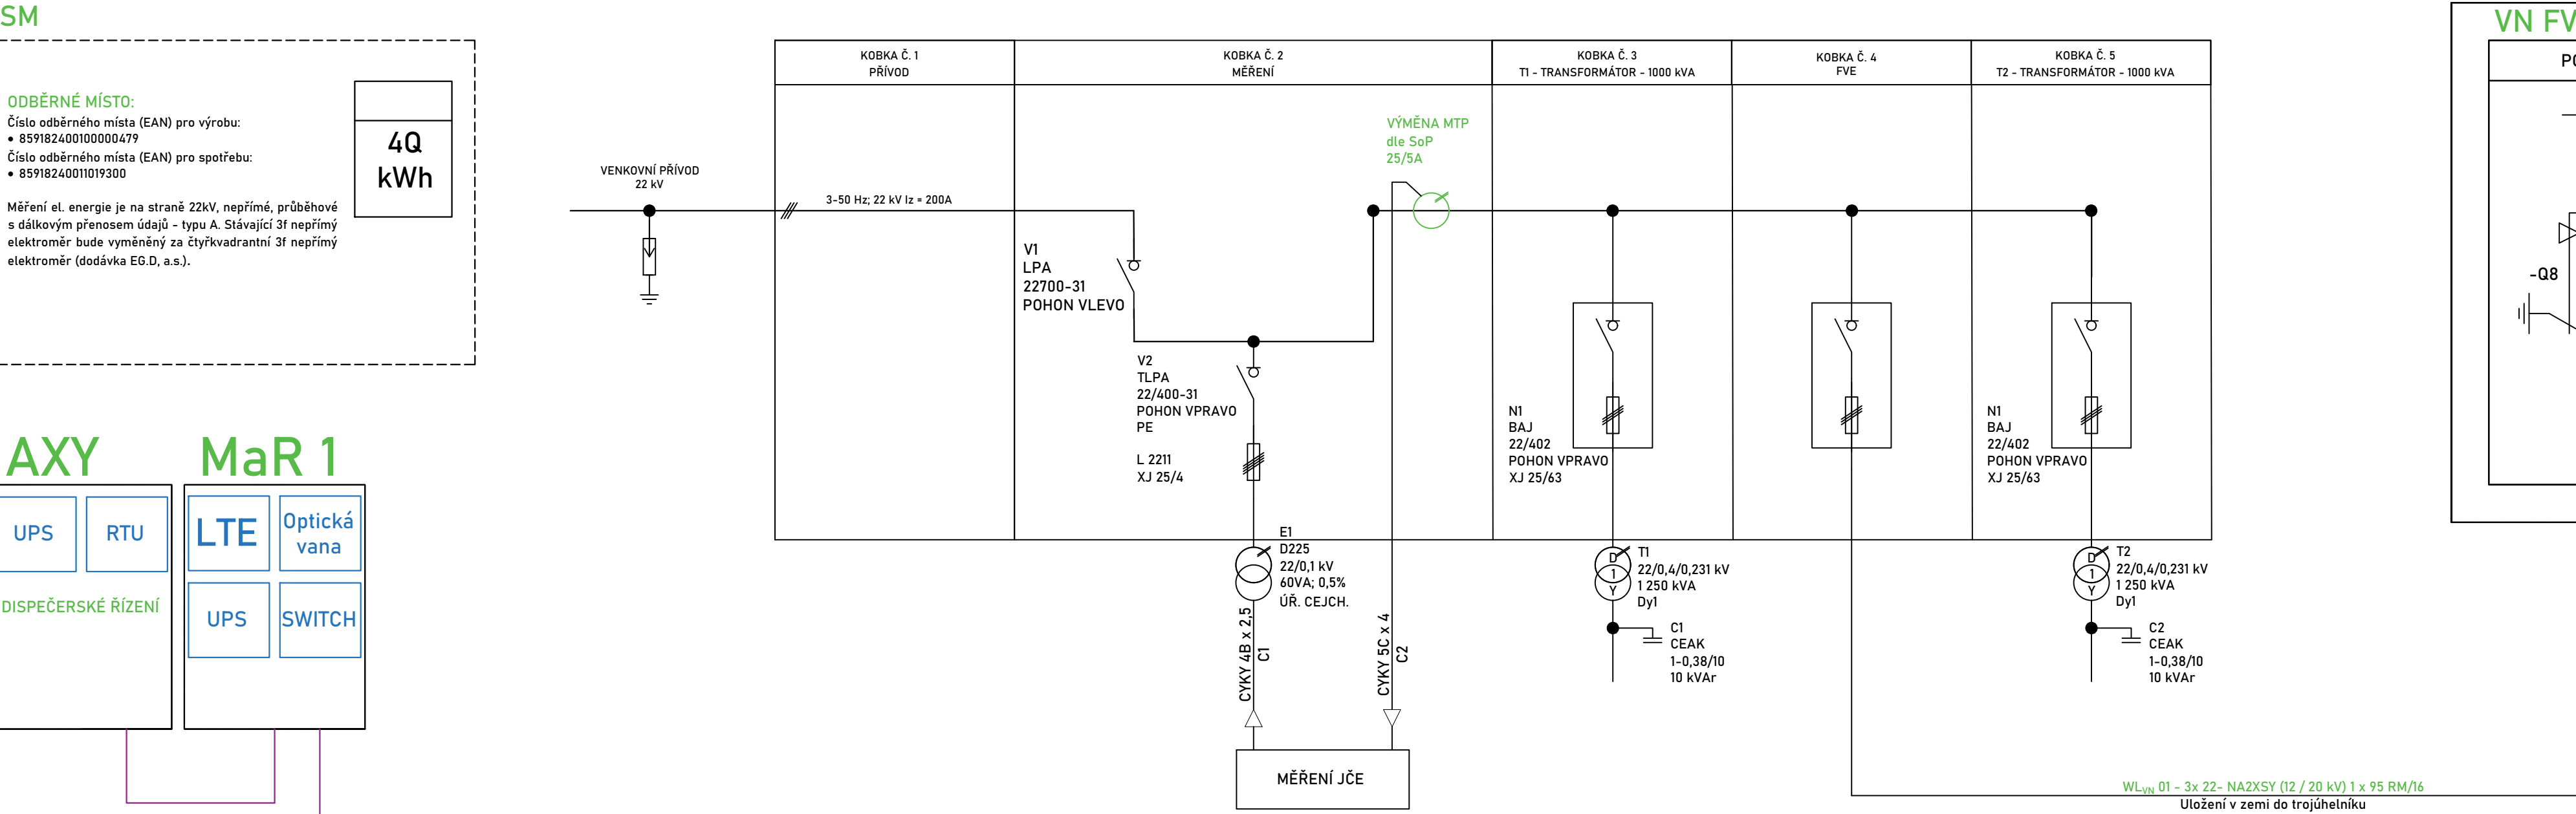 SM
ODBĚRNÉ MÍSTO:
Číslo odběrného místa (EAN) pro výrobu:
• 859182400100000479
Číslo odběrného místa (EAN) pro spotřebu:
• 85918240011019300
Měření el. energie je na straně 22kV, nepřímé, průběhové
s dálkovým přenosem údajů - typu A. Stávající 3f nepřímý
elektroměr bude vyměněný za čtyřkvadrantní 3f nepřímý
elektroměr (dodávka EG.D, a.s.).
4Q
kWh
AXY
UPS
RTU
DISPEČERSKÉ ŘÍZENÍ
MaR 1
LTE
Optická
vana
UPS
SWITCH
VENKOVNÍ PŘÍVOD
22 kV
KOBKA Č. 1
PŘÍVOD
3-50 Hz; 22 kV Iz = 200A
KOBKA Č. 2
MĚŘENÍ
V1
LPA
22700-31
POHON VLEVO
V2
TLPA
22/400-31
POHON VPRAVO
PE
L 2211
XJ 25/4
VÝMĚNA MTP
dle SoP
25/5A
E1
D225
22/0,1 kV
60VA; 0,5%
ÚŘ. CEJCH.
CYKY 4B x 2,5
C1
CYKY 5C x 4
C2
MĚŘENÍ JČE
KOBKA Č. 3
T1 - TRANSFORMÁTOR - 1000 kVA
N1
BAJ
22/402
POHON VPRAVO
XJ 25/63
D
1
Y
T1
22/0,4/0,231 kV
1 250 kVA
Dy1
C1
CEAK
1-0,38/10
10 kVAr
KOBKA Č. 4
FVE
KOBKA Č. 5
T2 - TRANSFORMÁTOR - 1000 kVA
N1
BAJ
22/402
POHON VPRAVO
XJ 25/63
D
1
Y
T2
22/0,4/0,231 kV
1 250 kVA
Dy1
C2
CEAK
1-0,38/10
10 kVAr
WLVN 01 - 3x 22- NA2XSY (12 / 20 kV) 1 x 95 RM/16
Uložení v zemi do trojúhelníku
VN FV
PO
-Q8